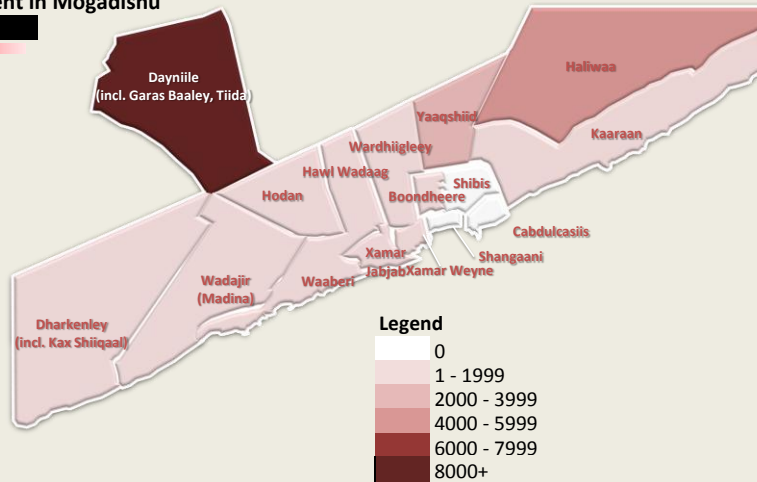 ent in Mogadishu
Dayniile
(incl. Garas Baaley, Tiida)
Haliwaa
Yaaqshiid
Kaaraan
Wardhiigleey
Hawl Wadaag
Shibis
Hodan
Boondheere
Cabdulcasiis
Xamar
Jabjab
Shangaani
Xamar Weyne
Wadajir
(Madina)
Waaberi
Dharkenley
(incl. Kax Shiiqaal)
Legend
0
1 - 1999
2000 - 3999
4000 - 5999
6000 - 7999
8000+